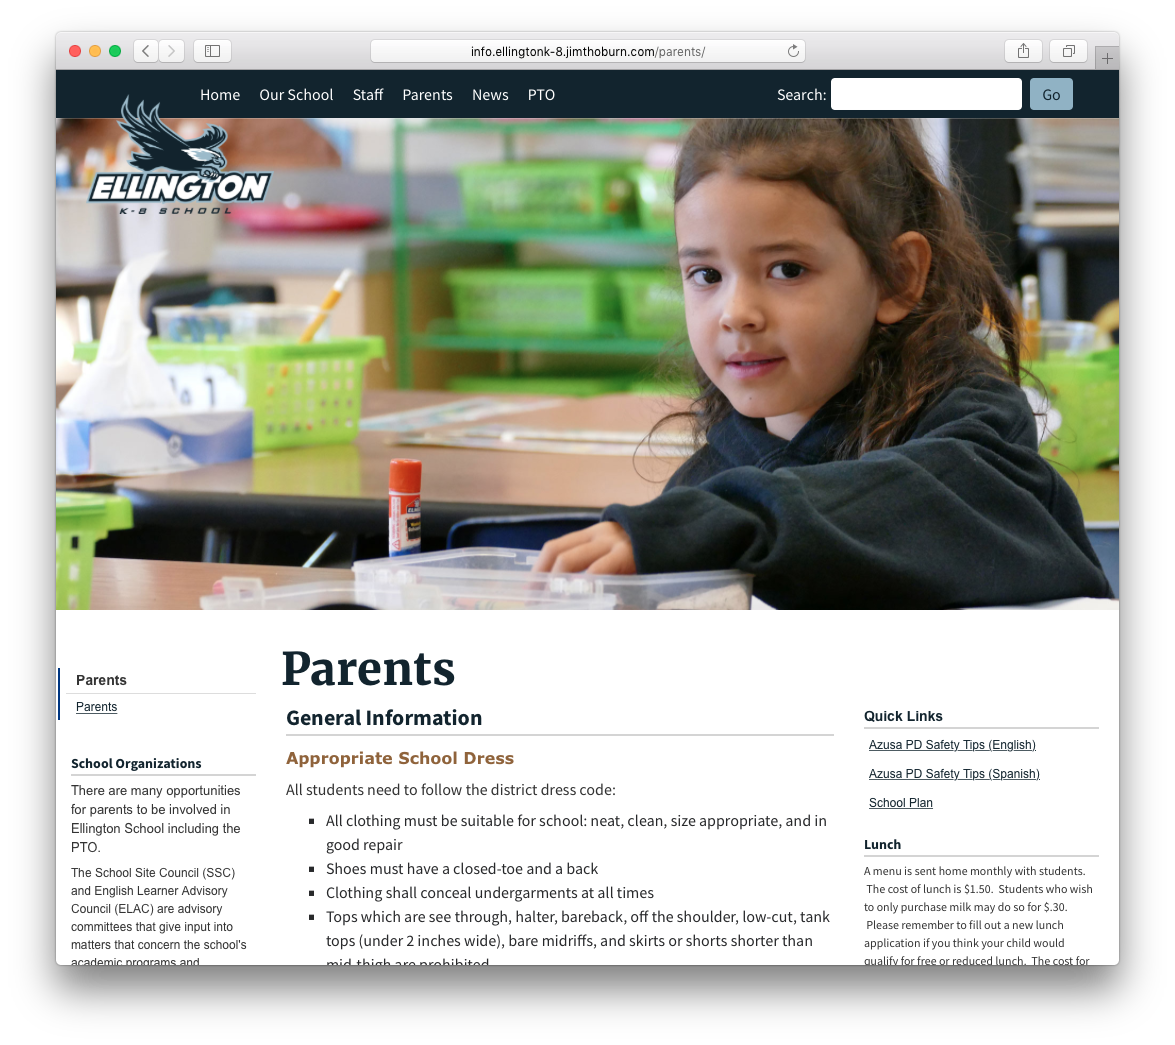 info.ellingtonk-8.jimthoburn.com/parents/
Home Our School Staff Parents News PTO Search: Go
ELLINGTON
K-8 SCHOOL
Parents
Parents
School Organizations
There are many opportunities
for parents to be involved in
Ellington School including the
PTO.
The School Site Council (SSC)
and English Learner Advisory
Council (ELAC) are advisory
committees that give input into
matters that concern the school's
academic programs and
Parents
General Information
Appropriate School Dress
All students need to follow the district dress code:
All clothing must be suitable for school: neat, clean, size appropriate, and in
good repair
Shoes must have a closed-toe and a back
Clothing shall conceal undergarments at all times
Tops which are see through, halter, bareback, off the shoulder, low-cut, tank
tops (under 2 inches wide), bare midriffs, and skirts or shorts shorter than
mid-thigh are prohibited
Quick Links
Azusa PD Safety Tips (English)
Azusa PD Safety Tips (Spanish)
School Plan
Lunch
A menu is sent home monthly with students.
The cost of lunch is $1.50. Students who wish
to only purchase milk may do so for $.30.
Please remember to fill out a new lunch
application if you think your child would
qualify for free or reduced lunch. The cost for